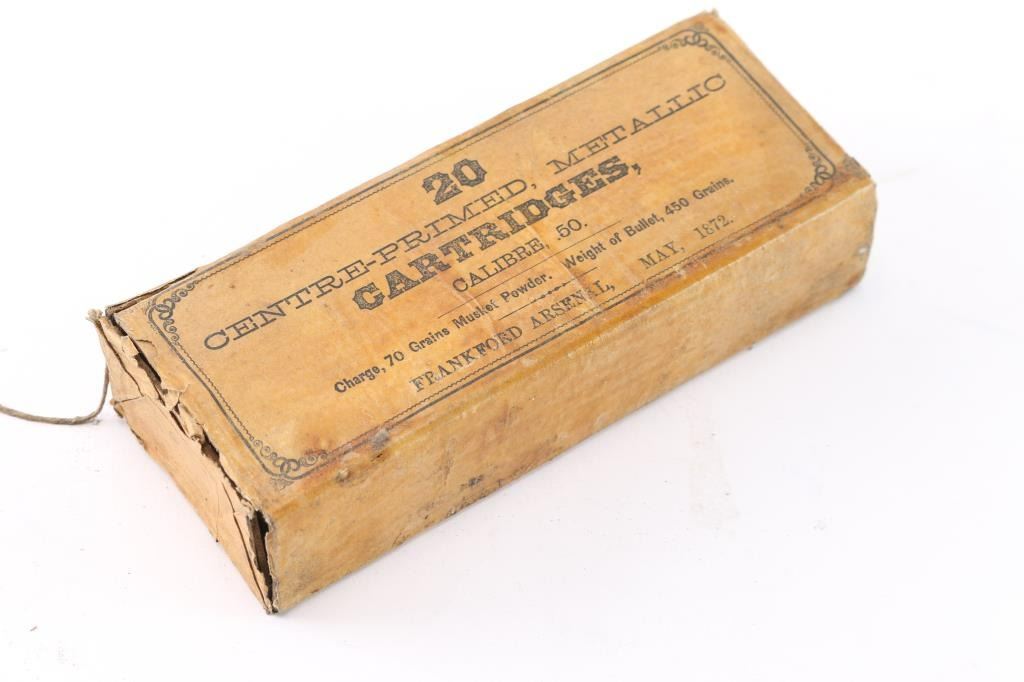 20
CENTRE-PRIMED, METALLIC
CARTRIDGES,
CALIBRE, 50.
Charge, 70 Grains Musket Powder. Weight of Bullet, 450 Grains.
FRANKFORD ARSENAL, MAY, 1872.